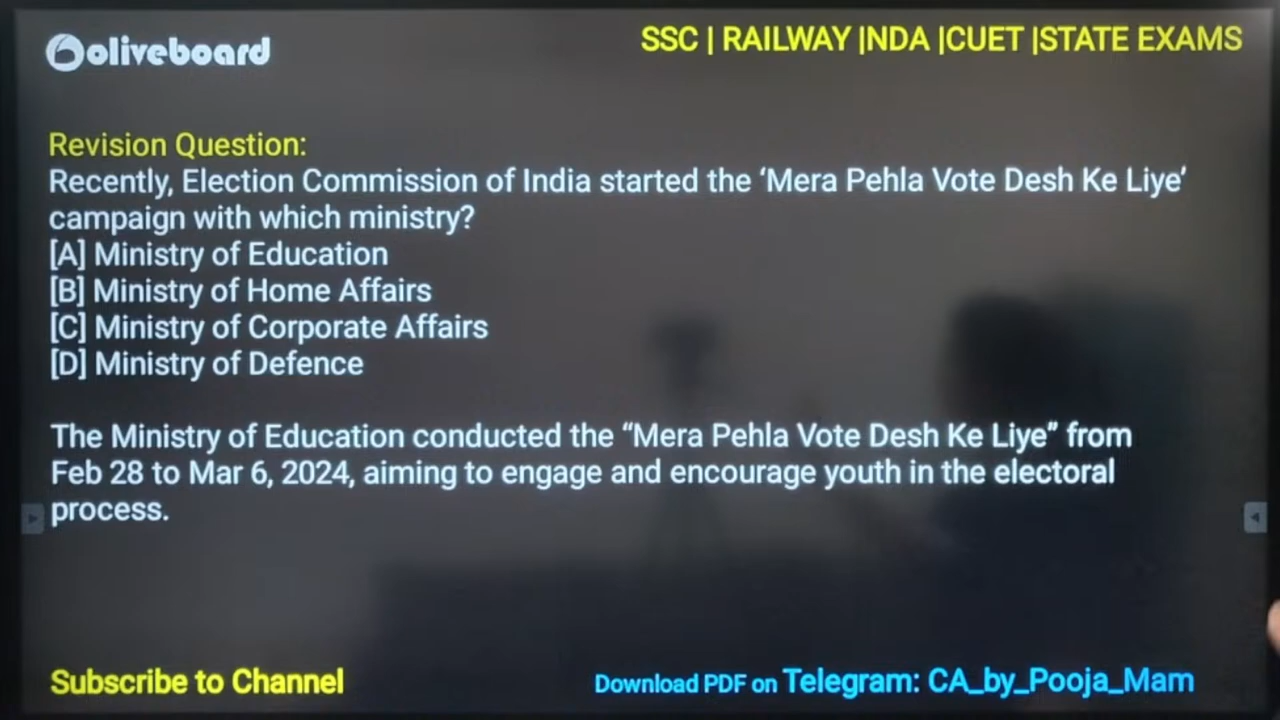 oliveboard
SSC | RAILWAY |NDA |CUET |STATE EXAMS
Revision Question:
Recently, Election Commission of India started the ‘Mera Pehla Vote Desh Ke Liye’
campaign with which ministry?
[A] Ministry of Education
[B] Ministry of Home Affairs
[C] Ministry of Corporate Affairs
[D] Ministry of Defence
The Ministry of Education conducted the “Mera Pehla Vote Desh Ke Liye” from
Feb 28 to Mar 6, 2024, aiming to engage and encourage youth in the electoral
process.
Subscribe to Channel
Download PDF on Telegram: CA_by_Pooja_Mam